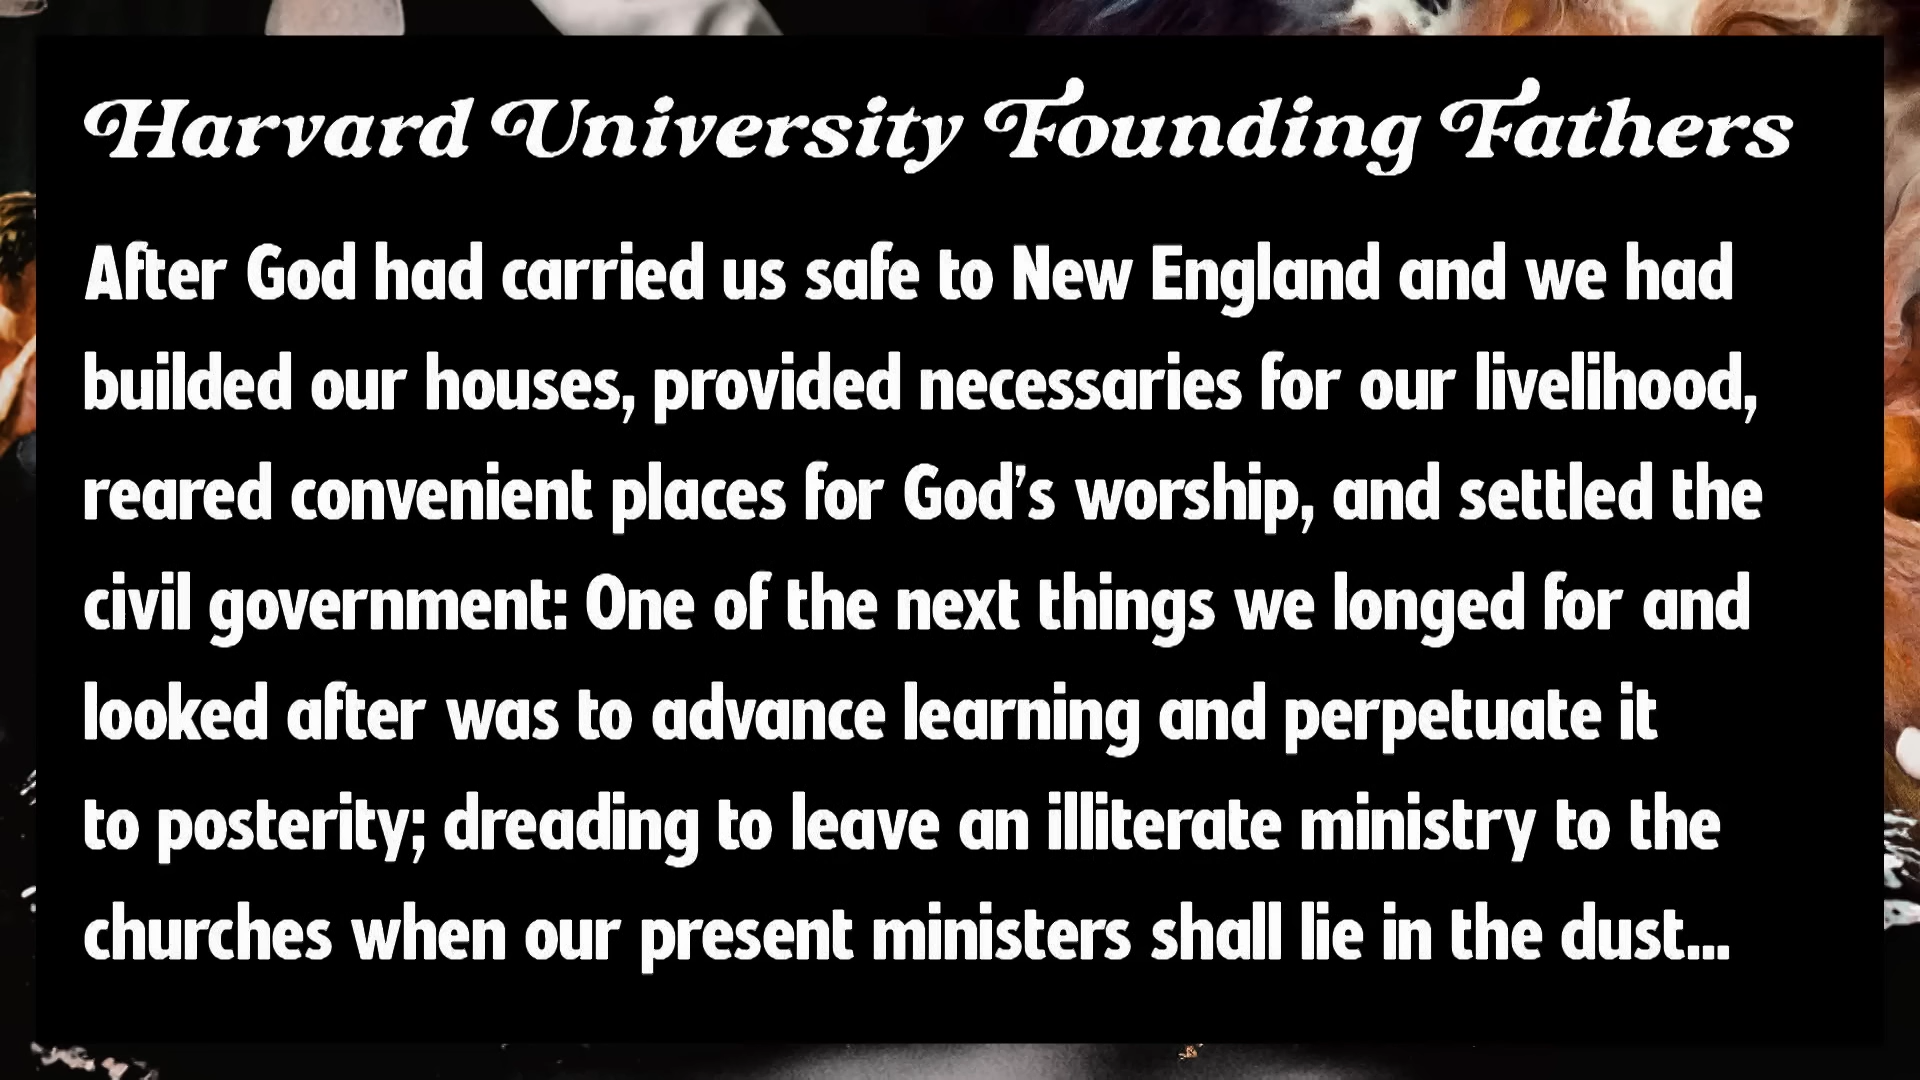 Harvard University Founding Fathers
After God had carried us safe to New England and we had
builded our houses, provided necessaries for our livelihood,
reared convenient places for God’s worship, and settled the
civil government: One of the next things we longed for and
looked after was to advance learning and perpetuate it
to posterity; dreading to leave an illiterate ministry to the
churches when our present ministers shall lie in the dust...